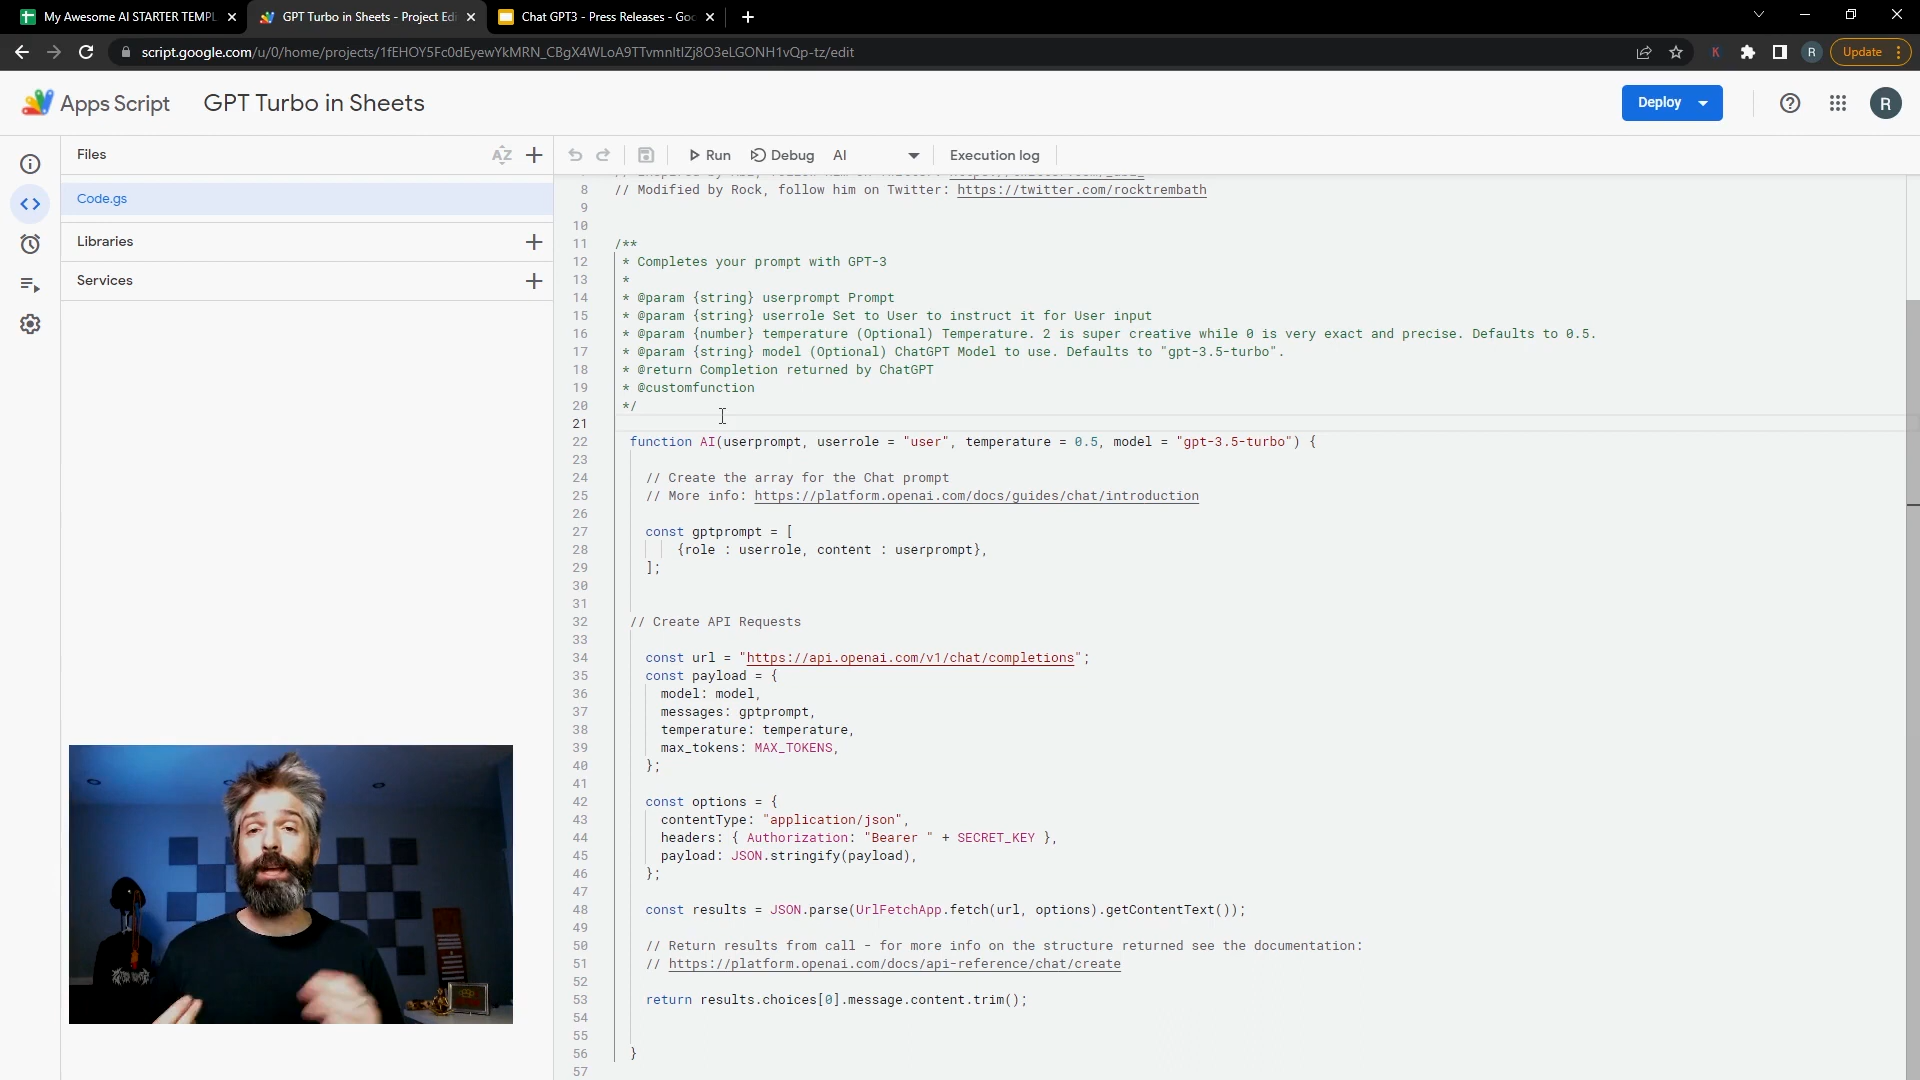 My Awesome AI STARTER TEMPL
GPT Turbo in Sheets - Project Edi
Chat GPT3 - Press Releases - Goo
script.google.com/u/0/home/projects/1fEHOY5Fc0dEyewYkMRN_CBgX4WLoA9TTvmnltIZj8O3eLGONH1vQp-tz/edit
K
R
Update
Apps Script
GPT Turbo in Sheets
Deploy
R
Files
AZ
Run
Debug
AI
Execution log
Code.gs
Libraries
Services
8 // Modified by Rock, follow him on Twitter: https://twitter.com/rocktrembath
9
10
11 /**
12 * Completes your prompt with GPT-3
13 *
14 * @param {string} userprompt Prompt
15 * @param {string} userrole Set to User to instruct it for User input
16 * @param {number} temperature (Optional) Temperature. 2 is super creative while 0 is very exact and precise. Defaults to 0.5.
17 * @param {string} model (Optional) ChatGPT Model to use. Defaults to "gpt-3.5-turbo".
18 * @return Completion returned by ChatGPT
19 * @customfunction
20 */
21
22 function AI(userprompt, userrole = "user", temperature = 0.5, model = "gpt-3.5-turbo") {
23
24 // Create the array for the Chat prompt
25 // More info: https://platform.openai.com/docs/guides/chat/introduction
26
27 const gptprompt = [
28 {role : userrole, content : userprompt},
29 ];
30
31
32 // Create API Requests
33
34 const url = "https://api.openai.com/v1/chat/completions";
35 const payload = {
36 model: model,
37 messages: gptprompt,
38 temperature: temperature,
39 max_tokens: MAX_TOKENS,
40 };
41
42 const options = {
43 contentType: "application/json",
44 headers: { Authorization: "Bearer " + SECRET_KEY },
45 payload: JSON.stringify(payload),
46 };
47
48 const results = JSON.parse(UrlFetchApp.fetch(url, options).getContentText());
49
50 // Return results from call - for more info on the structure returned see the documentation:
51 // https://platform.openai.com/docs/api-reference/chat/create
52
53 return results.choices[0].message.content.trim();
54
55
56 }
57